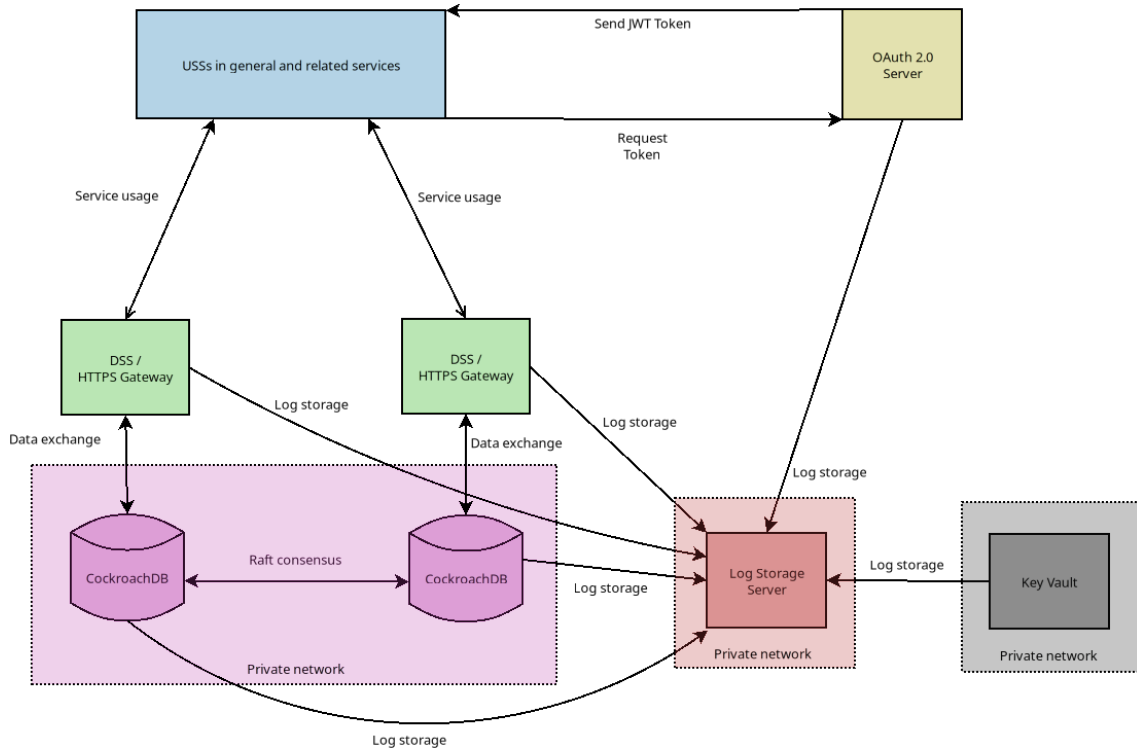 Send JWT Token
USSs in general and related services
OAuth 2.0
Server
Request
Token
Service usage
Service usage
DSS /
HTTPS Gateway
DSS /
HTTPS Gateway
Log storage
Log storage
Data exchange
Data exchange
Log storage
Raft consensus
CockroachDB
CockroachDB
Log storage
Log Storage
Server
Log storage
Key Vault
Private network
Private network
Private network
Log storage